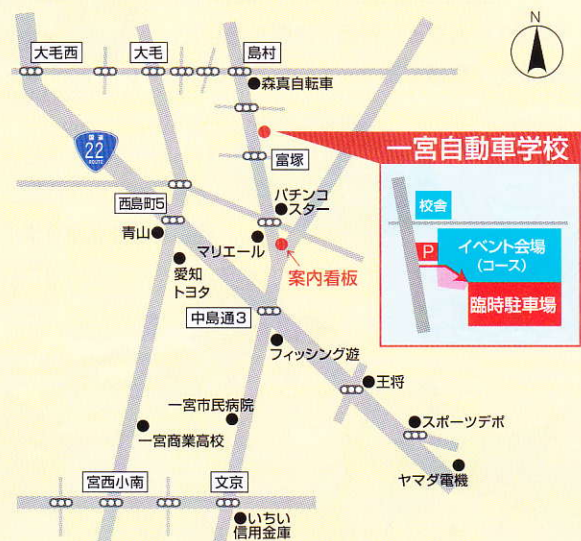 N
大毛西
大毛
島村
森真自転車
国道
22
ROUTE
一宮自動車学校
富塚
校舎
西島町5
パチンコ
スター
イベント会場
(コース)
P
青山
マリエール
臨時駐車場
愛知
トヨタ
案内看板
中島通3
フィッシング遊
王将
一宮市民病院
スポーツデポ
一宮商業高校
ヤマダ電機
宮西小南
文京
いちい
信用金庫